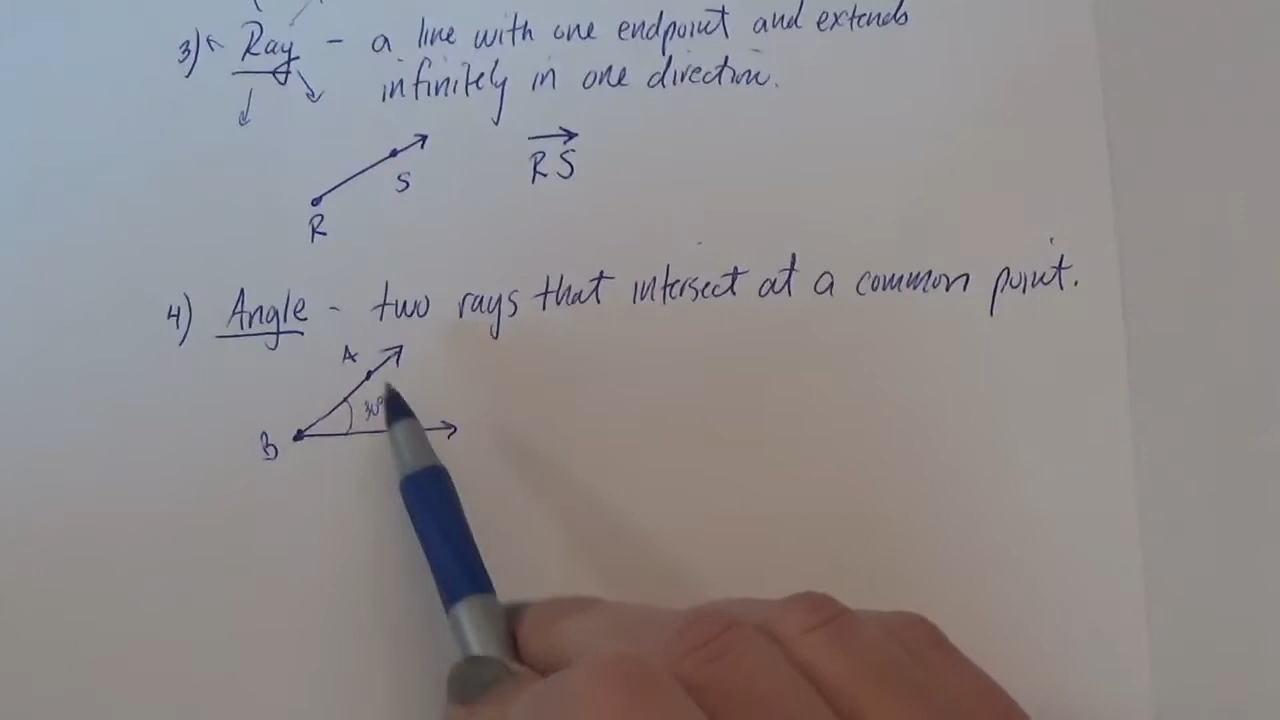 3) Ray - a line with one endpoint and extends
infinitely in one direction.
S
RS
R
4) Angle - two rays that intersect at a common point.
A
30°
B